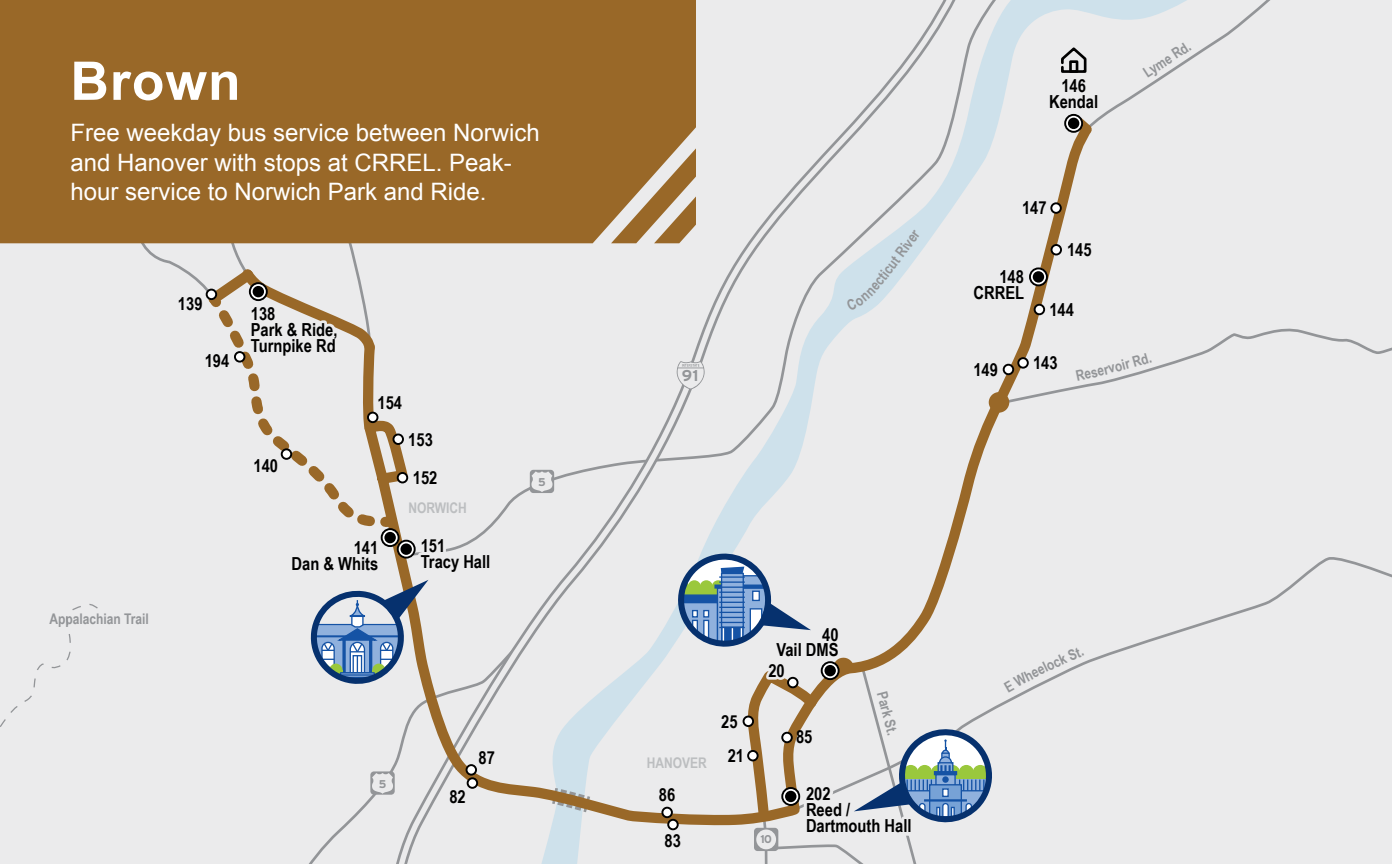 Brown
Free weekday bus service between Norwich
and Hanover with stops at CRREL. Peak-
hour service to Norwich Park and Ride.
146
Kendal
Lyme Rd.
147
145
148
CRREL
144
149
143
Reservoir Rd.
Connecticut River
139
138
Park & Ride,
Turnpike Rd
194
INTERSTATE
91
154
153
140
152
5
NORWICH
141
Dan & Whits
151
Tracy Hall
Appalachian Trail
40
Vail DMS
20
E Wheelock St.
Park St.
25
85
21
HANOVER
87
82
5
86
83
202
Reed /
Dartmouth Hall
10